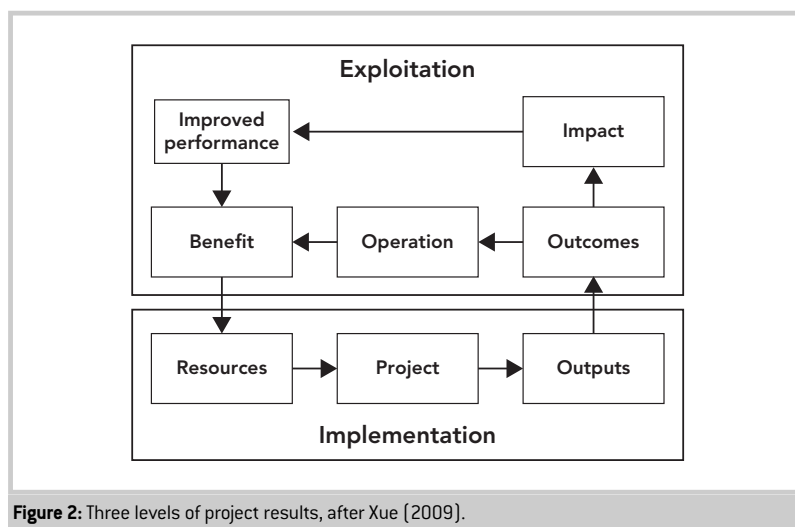 Exploitation
Improved
performance
Impact
Benefit
Operation
Outcomes
Resources
Project
Outputs
Implementation
Figure 2: Three levels of project results, after Xue (2009).